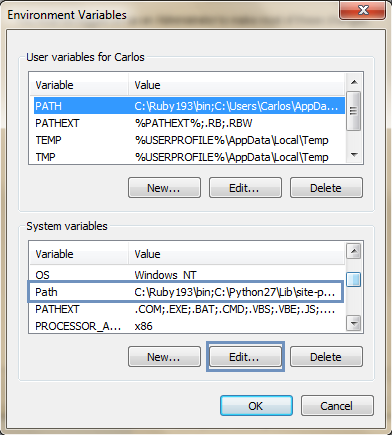 Environment Variables
User variables for Carlos
Variable Value
PATH C:\Ruby193\bin;C:\Users\Carlos\AppDa...
PATHEXT %PATHEXT%;.RB;.RBW
TEMP %USERPROFILE%\AppData\Local\Temp
TMP %USERPROFILE%\AppData\Local\Temp
New... Edit... Delete
System variables
Variable Value
OS Windows_NT
Path C:\Ruby193\bin;C:\Python27\Lib\site-p...
PATHEXT .COM;.EXE;.BAT;.CMD;.VBS;.VBE;.JS;....
PROCESSOR_A... x86
New... Edit... Delete
OK Cancel